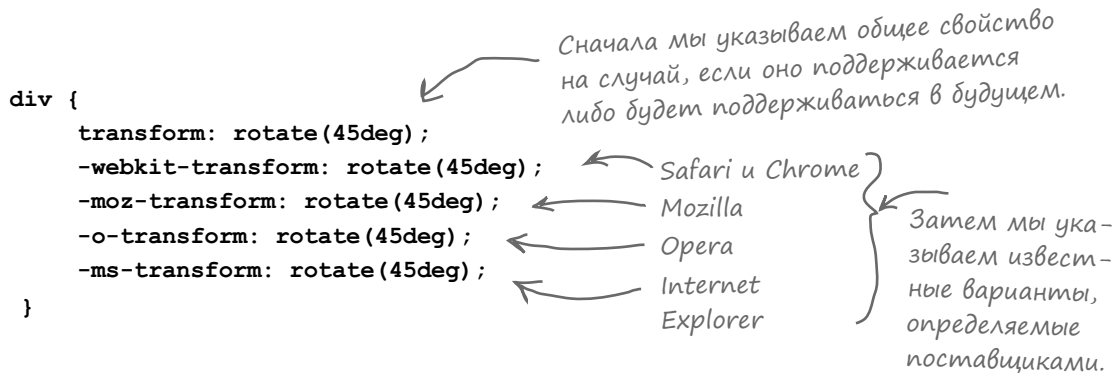 Сначала мы указываем общее свойство
на случай, если оно поддерживается
либо будет поддерживаться в будущем.
div {
transform: rotate(45deg);
-webkit-transform: rotate(45deg);
-moz-transform: rotate(45deg);
-o-transform: rotate(45deg);
-ms-transform: rotate(45deg);
}
Safari и Chrome
Mozilla
Opera
Internet
Explorer
Затем мы ука-
зываем извест-
ные варианты,
определяемые
поставщиками.